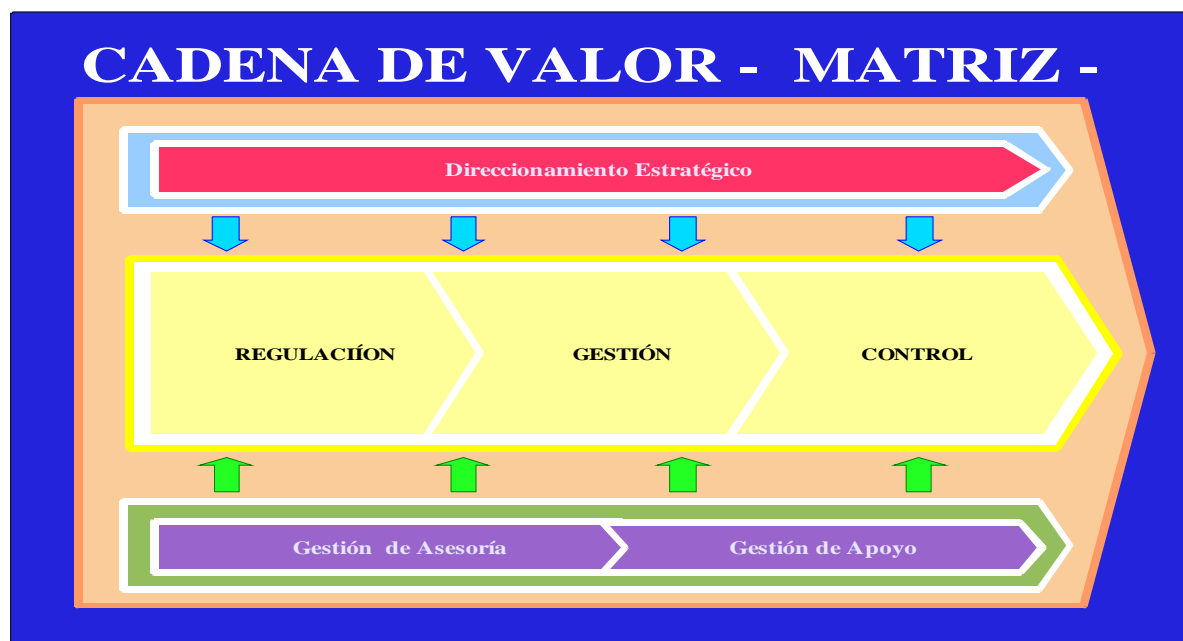 CADENA DE VALOR - MATRIZ -
Direccionamiento Estratégico
REGULACIÍON
GESTIÓN
CONTROL
Gestión de Asesoría
Gestión de Apoyo